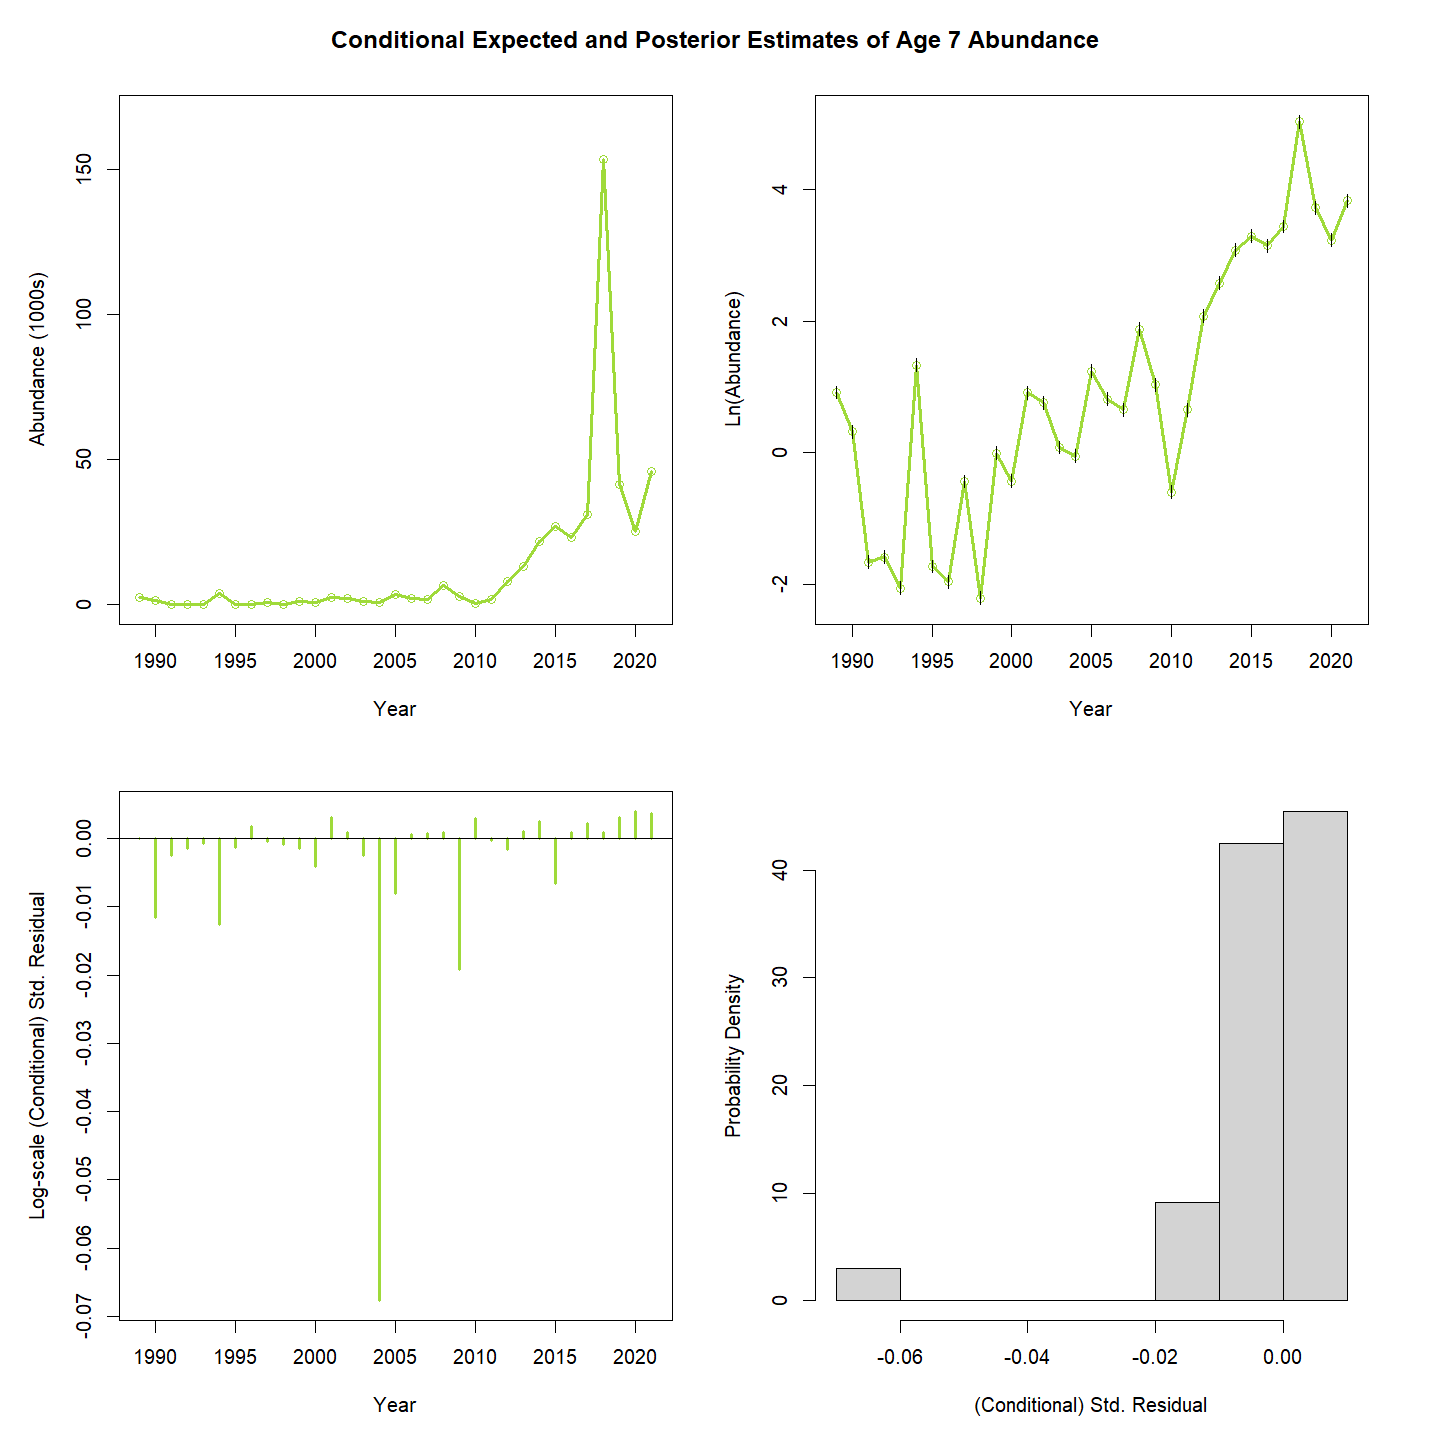 Conditional Expected and Posterior Estimates of Age 7 Abundance
Abundance (1000s)
150
100
50
0
1990 1995 2000 2005 2010 2015 2020
Year
Ln(Abundance)
4
2
0
-2
1990 1995 2000 2005 2010 2015 2020
Year
Log-scale (Conditional) Std. Residual
0.00
-0.01
-0.02
-0.03
-0.04
-0.05
-0.06
-0.07
1990 1995 2000 2005 2010 2015 2020
Year
Probability Density
40
30
20
10
0
-0.06 -0.04 -0.02 0.00
(Conditional) Std. Residual